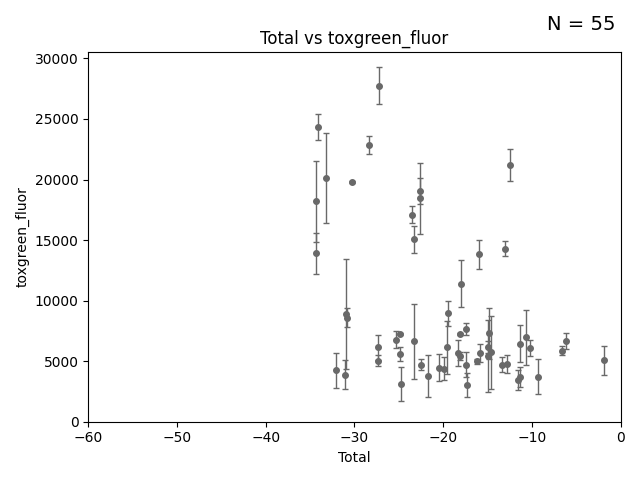 N = 55
Total vs toxgreen_fluor
30000
25000
20000
15000
10000
5000
0
toxgreen_fluor
−60 −50 −40 −30 −20 −10 0
Total